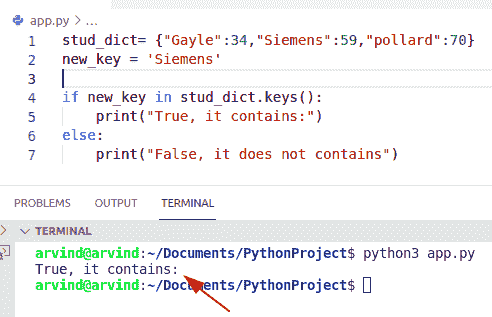 app.py > ...
1 stud_dict= {"Gayle":34,"Siemens":59,"pollard":70}
2 new_key = 'Siemens'
3
4 if new_key in stud_dict.keys():
5     print("True, it contains:")
6 else:
7     print("False, it does not contains")
PROBLEMS OUTPUT TERMINAL
TERMINAL
arvind@arvind:~/Documents/PythonProject$ python3 app.py
True, it contains:
arvind@arvind:~/Documents/PythonProject$